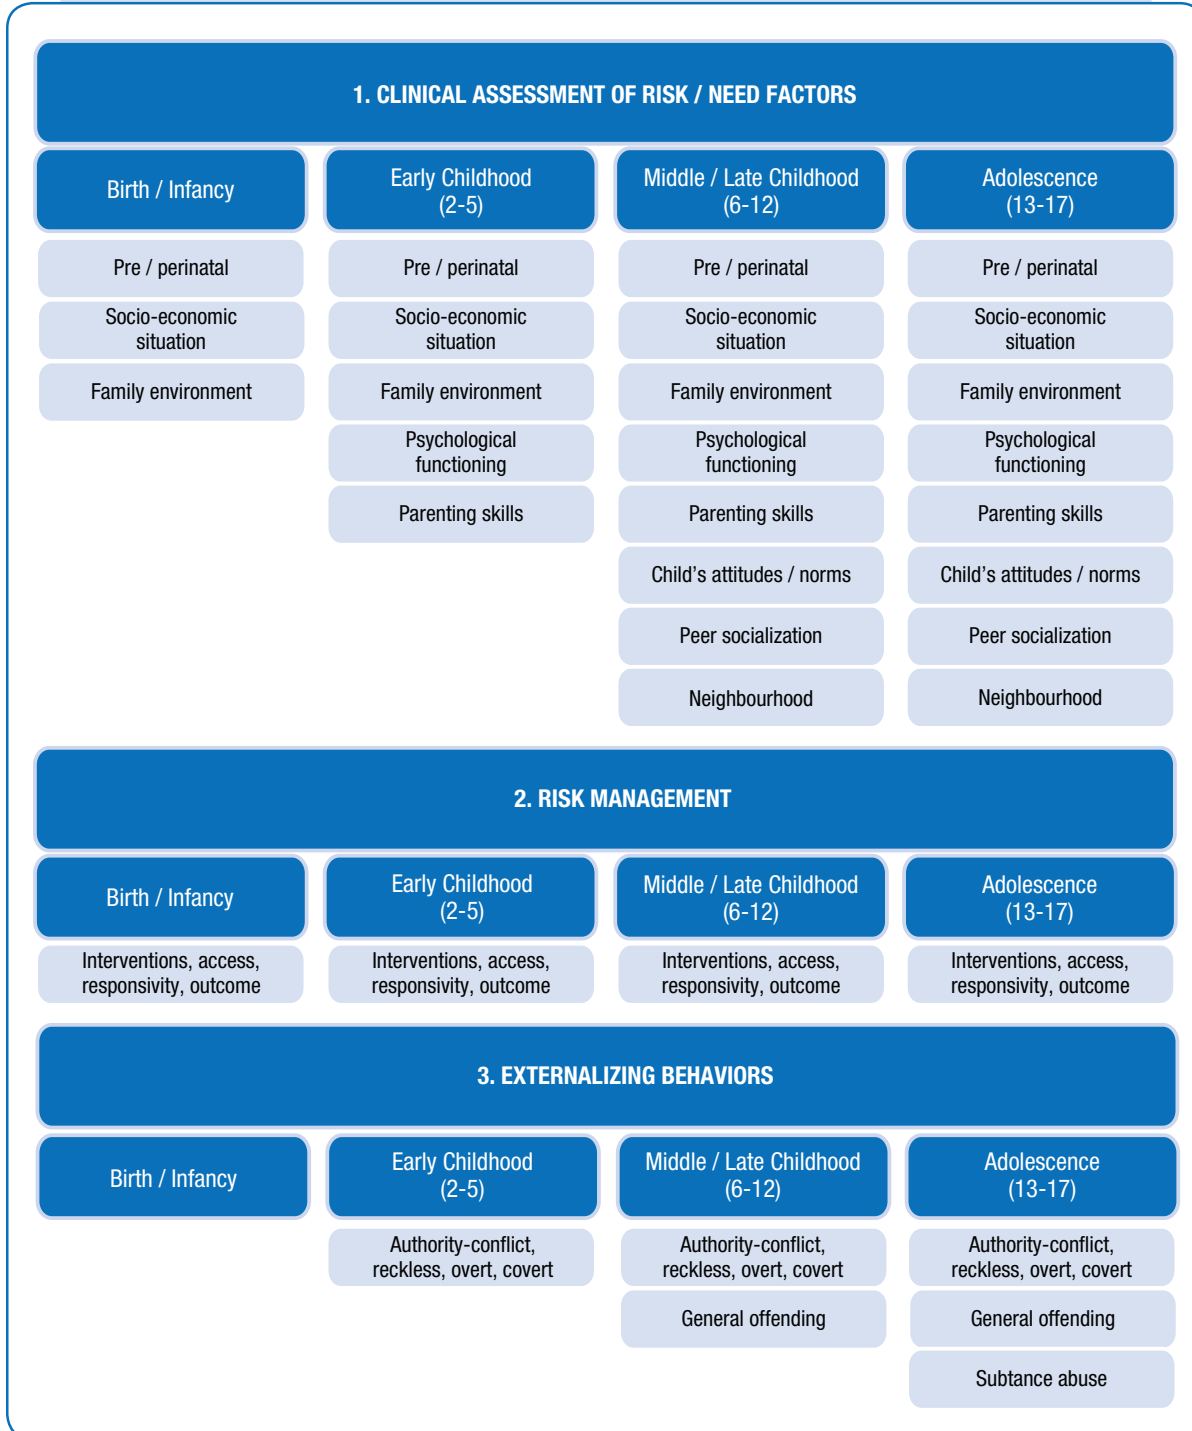 1. CLINICAL ASSESSMENT OF RISK / NEED FACTORS
Birth / Infancy
Early Childhood
(2-5)
Middle / Late Childhood
(6-12)
Adolescence
(13-17)
Pre / perinatal
Pre / perinatal
Pre / perinatal
Pre / perinatal
Socio-economic
situation
Socio-economic
situation
Socio-economic
situation
Socio-economic
situation
Family environment
Family environment
Family environment
Family environment
Psychological
functioning
Psychological
functioning
Psychological
functioning
Parenting skills
Parenting skills
Parenting skills
Child's attitudes / norms
Child's attitudes / norms
Peer socialization
Peer socialization
Neighbourhood
Neighbourhood
2. RISK MANAGEMENT
Birth / Infancy
Early Childhood
(2-5)
Middle / Late Childhood
(6-12)
Adolescence
(13-17)
Interventions, access,
responsivity, outcome
Interventions, access,
responsivity, outcome
Interventions, access,
responsivity, outcome
Interventions, access,
responsivity, outcome
3. EXTERNALIZING BEHAVIORS
Birth / Infancy
Early Childhood
(2-5)
Middle / Late Childhood
(6-12)
Adolescence
(13-17)
Authority-conflict,
reckless, overt, covert
Authority-conflict,
reckless, overt, covert
Authority-conflict,
reckless, overt, covert
General offending
General offending
Subtance abuse